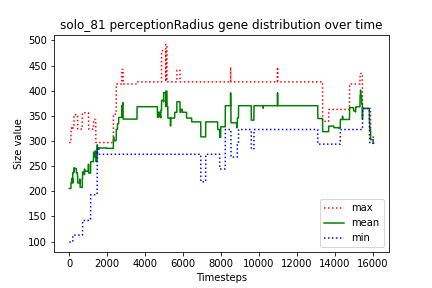 solo_81 perceptionRadius gene distribution over time
Size value
500
450
400
350
300
250
200
150
100
max
mean
min
0 2000 4000 6000 8000 10000 12000 14000 16000
Timesteps